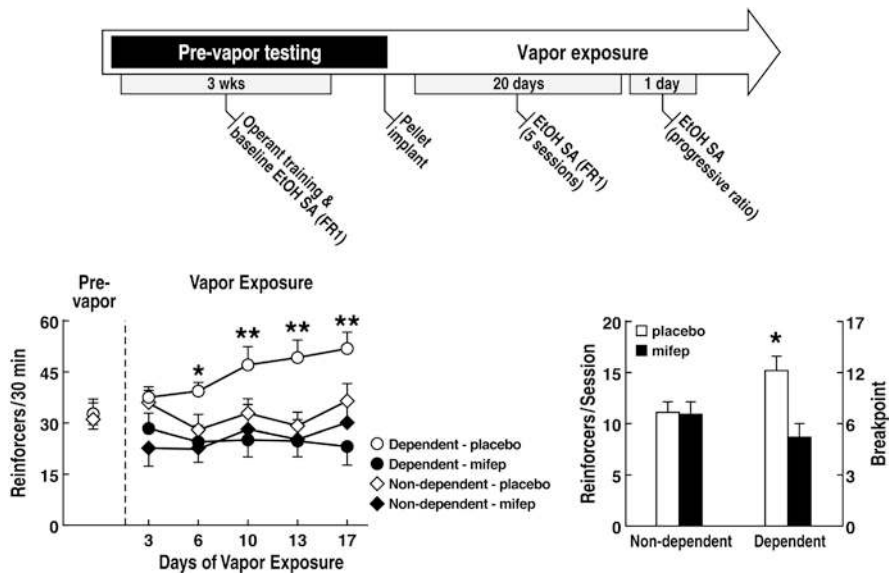 Pre-vapor testing
Vapor exposure
3 wks
20 days
1 day
Operant training &
baseline EtOH SA (FR1)
Pellet
implant
EtOH SA (FR1)
(5 sessions)
EtOH SA
(progressive ratio)
Pre-
vapor
Vapor Exposure
60
45
30
15
0
Reinforcers/30 min
*
**
**
**
3
6
10
13
17
Days of Vapor Exposure
Dependent - placebo
Dependent - mifep
Non-dependent - placebo
Non-dependent - mifep
20
15
10
5
0
Reinforcers/Session
placebo
mifep
*
17
12
6
3
0
Breakpoint
Non-dependent
Dependent